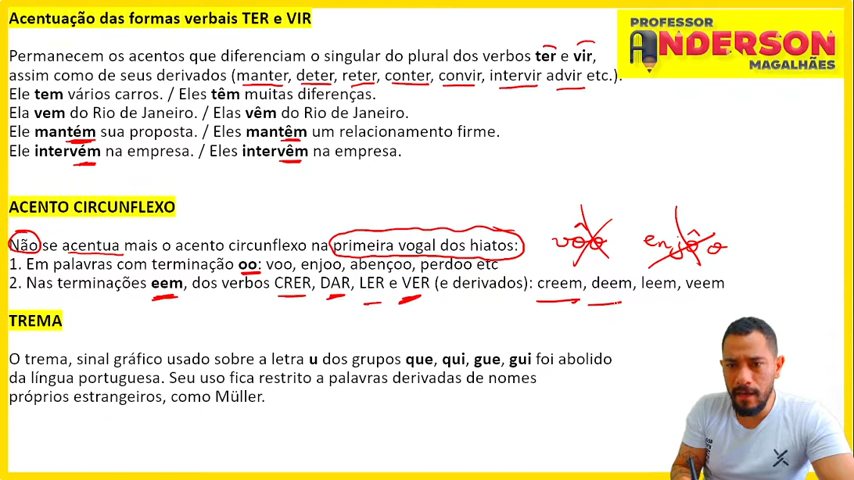 Acentuação das formas verbais TER e VIR
PROFESSOR
ANDERSON
MAGALHÃES
Permanecem os acentos que diferenciam o singular do plural dos verbos ter e vir,
assim como de seus derivados (manter, deter, reter, conter, convir, intervir advir etc.).
Ele tem vários carros. / Eles têm muitas diferenças.
Ela vem do Rio de Janeiro. / Elas vêm do Rio de Janeiro.
Ele mantém sua proposta. / Eles mantêm um relacionamento firme.
Ele intervém na empresa. / Eles intervêm na empresa.
ACENTO CIRCUNFLEXO
Não se acentua mais o acento circunflexo na primeira vogal dos hiatos:
vôo enjôo
1. Em palavras com terminação oo: voo, enjoo, abençoo, perdoo etc
2. Nas terminações eem, dos verbos CRER, DAR, LER e VER (e derivados): creem, deem, leem, veem
TREMA
O trema, sinal gráfico usado sobre a letra u dos grupos que, qui, gue, gui foi abolido
da língua portuguesa. Seu uso fica restrito a palavras derivadas de nomes
próprios estrangeiros, como Müller.